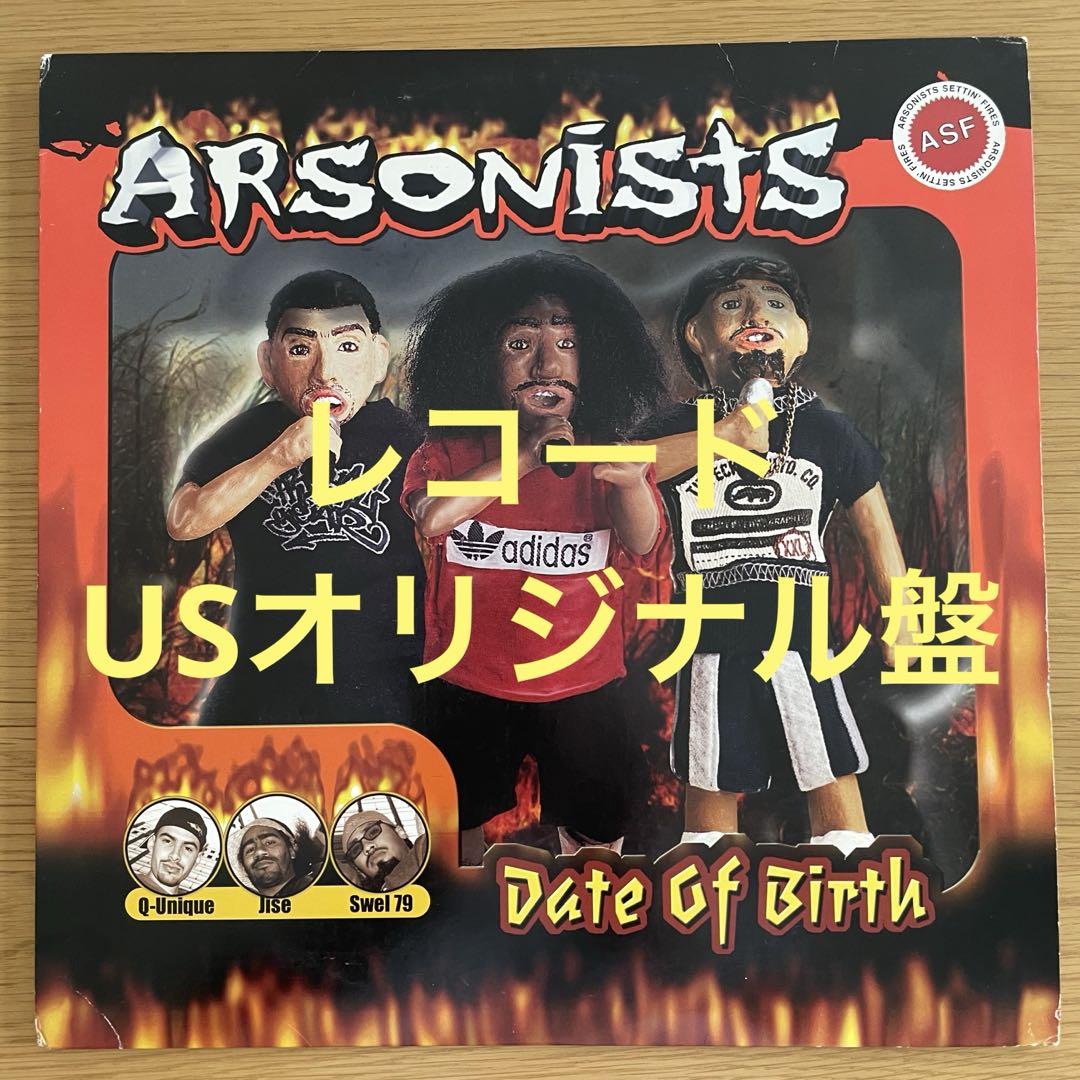 ARSONISTS
ARSONISTS SETTIN' FIRES ARSONISTS SETTIN' FIRES
ASF
レコード
adidas
XXL
USオリジナル盤
Q-Unique
Jise
Swel 79
Date Of Birth